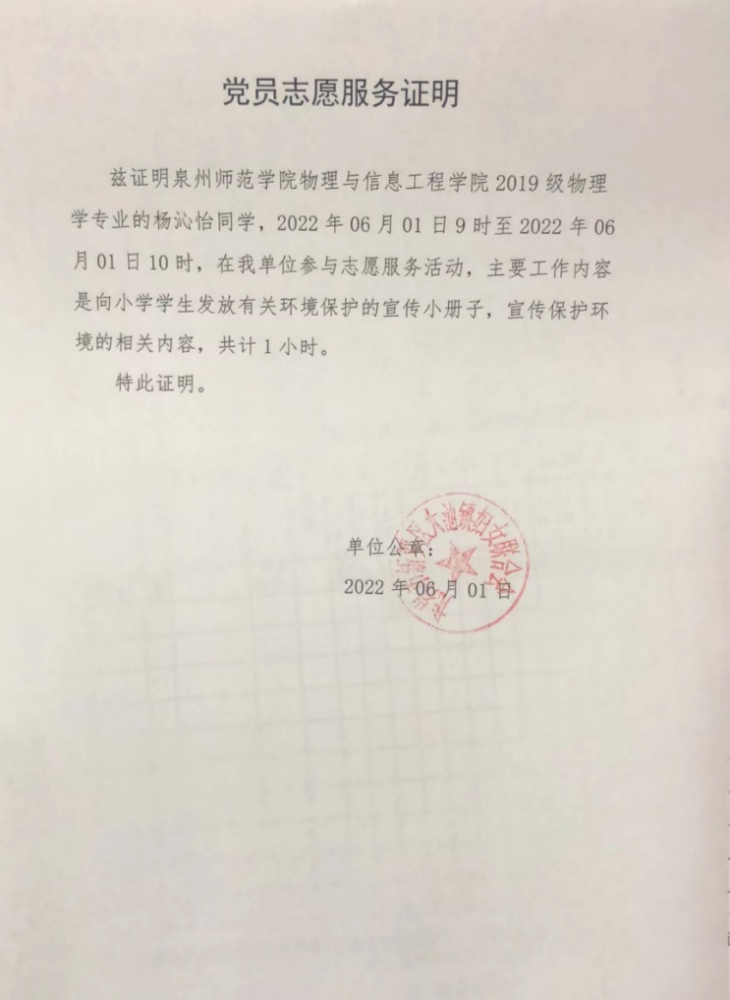 党员志愿服务证明
兹证明泉州师范学院物理与信息工程学院 2019 级物理
学专业的杨沁怡同学，2022 年 06 月 01 日 9 时至 2022 年 06
月 01 日 10 时，在我单位参与志愿服务活动，主要工作内容
是向小学学生发放有关环境保护的宣传小册子，宣传保护环
境的相关内容，共计 1 小时。
特此证明。
大池镇妇女联合会
单位公章：
2022 年 06 月 01 日